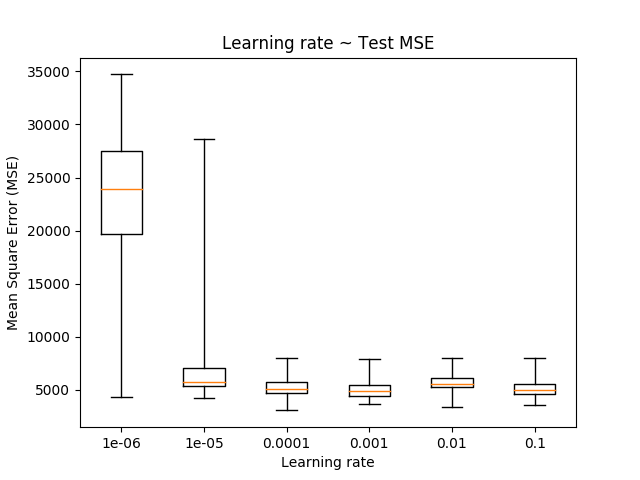 Learning rate ~ Test MSE
Mean Square Error (MSE)
35000
30000
25000
20000
15000
10000
5000
1e-06 1e-05 0.0001 0.001 0.01 0.1
Learning rate